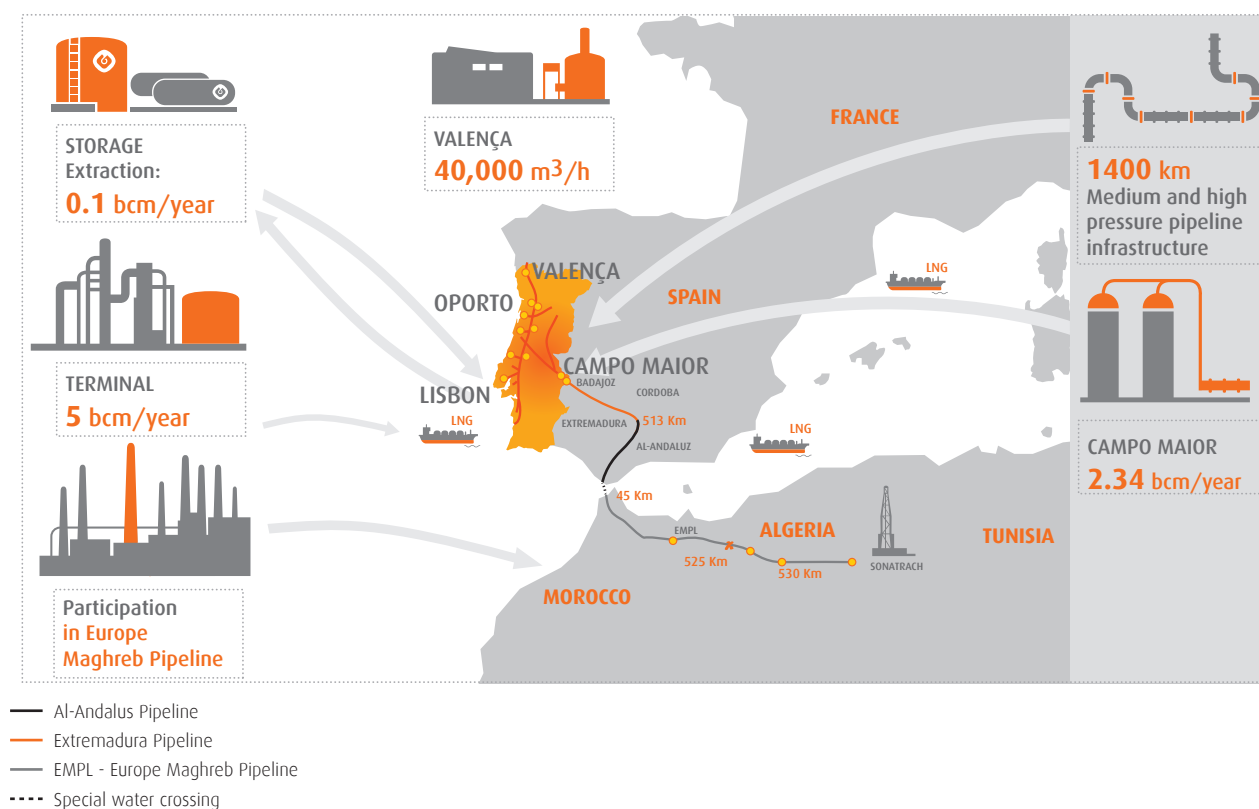 STORAGE
Extraction:
0.1 bcm/year
TERMINAL
5 bcm/year
Participation
in Europe
Maghreb Pipeline
VALENÇA
40,000 m³/h
FRANCE
SPAIN
VALENÇA
OPORTO
CAMPO MAIOR
BADAJOZ
CORDOBA
LISBON
LNG
EXTREMADURA
513 Km
AL-ANDALUZ
LNG
LNG
45 Km
EMPL
525 Km
ALGERIA
530 Km
SONATRACH
TUNISIA
MOROCCO
1400 km
Medium and high
pressure pipeline
infrastructure
CAMPO MAIOR
2.34 bcm/year
Al-Andalus Pipeline
Extremadura Pipeline
EMPL - Europe Maghreb Pipeline
Special water crossing